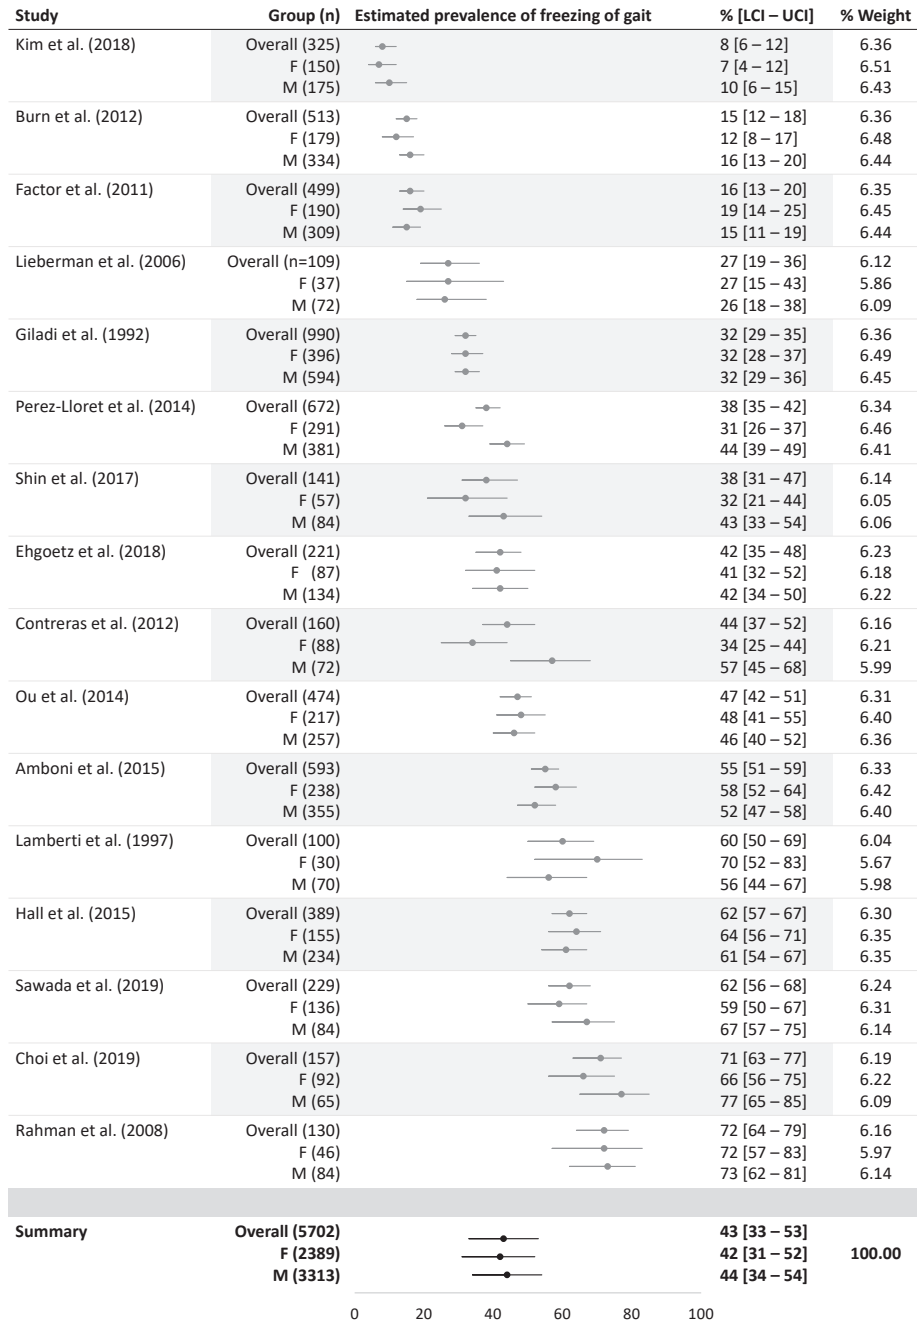 Study Group (n) Estimated prevalence of freezing of gait % [LCI – UCI] % Weight
Kim et al. (2018) Overall (325) 8 [6 – 12] 6.36
F (150) 7 [4 – 12] 6.51
M (175) 10 [6 – 15] 6.43
Burn et al. (2012) Overall (513) 15 [12 – 18] 6.36
F (179) 12 [8 – 17] 6.48
M (334) 16 [13 – 20] 6.44
Factor et al. (2011) Overall (499) 16 [13 – 20] 6.35
F (190) 19 [14 – 25] 6.45
M (309) 15 [11 – 19] 6.44
Lieberman et al. (2006) Overall (n=109) 27 [19 – 36] 6.12
F (37) 27 [15 – 43] 5.86
M (72) 26 [18 – 38] 6.09
Giladi et al. (1992) Overall (990) 32 [29 – 35] 6.36
F (396) 32 [28 – 37] 6.49
M (594) 32 [29 – 36] 6.45
Perez-Lloret et al. (2014) Overall (672) 38 [35 – 42] 6.34
F (291) 31 [26 – 37] 6.46
M (381) 44 [39 – 49] 6.41
Shin et al. (2017) Overall (141) 38 [31 – 47] 6.14
F (57) 32 [21 – 44] 6.05
M (84) 43 [33 – 54] 6.06
Ehgoetz et al. (2018) Overall (221) 42 [35 – 48] 6.23
F (87) 41 [32 – 52] 6.18
M (134) 42 [34 – 50] 6.22
Contreras et al. (2012) Overall (160) 44 [37 – 52] 6.16
F (88) 34 [25 – 44] 6.21
M (72) 57 [45 – 68] 5.99
Ou et al. (2014) Overall (474) 47 [42 – 51] 6.31
F (217) 48 [41 – 55] 6.40
M (257) 46 [40 – 52] 6.36
Amboni et al. (2015) Overall (593) 55 [51 – 59] 6.33
F (238) 58 [52 – 64] 6.42
M (355) 52 [47 – 58] 6.40
Lamberti et al. (1997) Overall (100) 60 [50 – 69] 6.04
F (30) 70 [52 – 83] 5.67
M (70) 56 [44 – 67] 5.98
Hall et al. (2015) Overall (389) 62 [57 – 67] 6.30
F (155) 64 [56 – 71] 6.35
M (234) 61 [54 – 67] 6.35
Sawada et al. (2019) Overall (229) 62 [56 – 68] 6.24
F (136) 59 [50 – 67] 6.31
M (84) 67 [57 – 75] 6.14
Choi et al. (2019) Overall (157) 71 [63 – 77] 6.19
F (92) 66 [56 – 75] 6.22
M (65) 77 [65 – 85] 6.09
Rahman et al. (2008) Overall (130) 72 [64 – 79] 6.16
F (46) 72 [57 – 83] 5.97
M (84) 73 [62 – 81] 6.14
Summary Overall (5702) 43 [33 – 53]
F (2389) 42 [31 – 52] 100.00
M (3313) 44 [34 – 54]
0 20 40 60 80 100